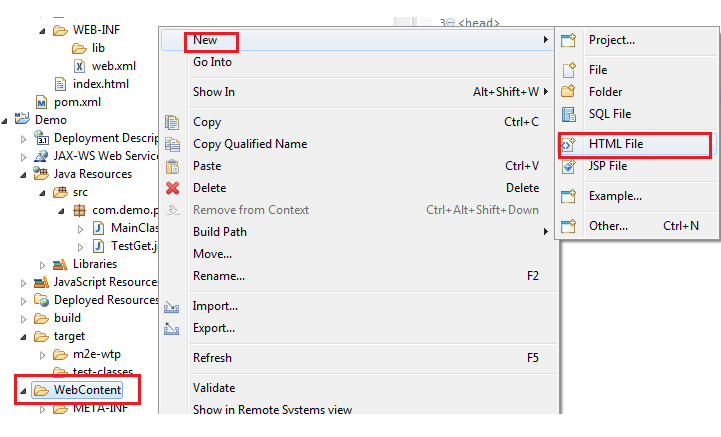 WEB-INF
lib
web.xml
index.html
pom.xml
Demo
Deployment Descrip
JAX-WS Web Service
Java Resources
src
com.demo.p
MainClas
TestGet.j
Libraries
JavaScript Resource
Deployed Resources
build
target
m2e-wtp
test-classes
WebContent
META-INF
3 <head>
New
Go Into
Show In Alt+Shift+W
Copy Ctrl+C
Copy Qualified Name
Paste Ctrl+V
Delete Delete
Remove from Context Ctrl+Alt+Shift+Down
Build Path
Move...
Rename... F2
Import...
Export...
Refresh F5
Validate
Show in Remote Systems view
Project...
File
Folder
SQL File
HTML File
JSP File
Example...
Other... Ctrl+N